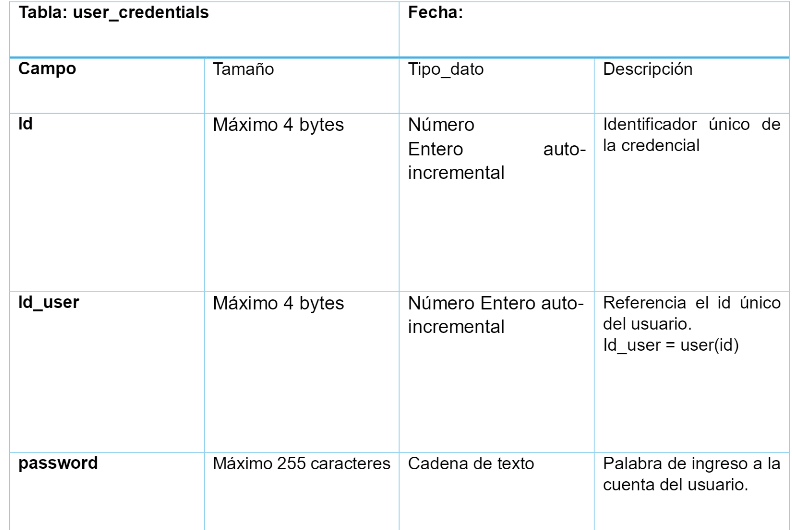 Tabla: user_credentials
Fecha:
Campo
Tamaño
Tipo_dato
Descripción
Id
Máximo 4 bytes
Número
Entero auto-
incremental
Identificador único de
la credencial
Id_user
Máximo 4 bytes
Número Entero auto-
incremental
Referencia el id único
del usuario.
Id_user = user(id)
password
Máximo 255 caracteres
Cadena de texto
Palabra de ingreso a la
cuenta del usuario.